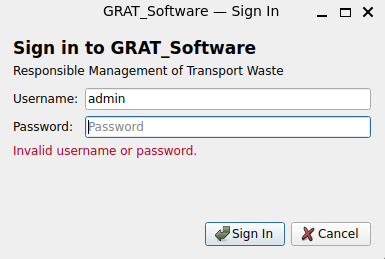 GRAT_Software — Sign In
Sign in to GRAT_Software
Responsible Management of Transport Waste
Username: admin
Password: Password
Invalid username or password.
Sign In Cancel